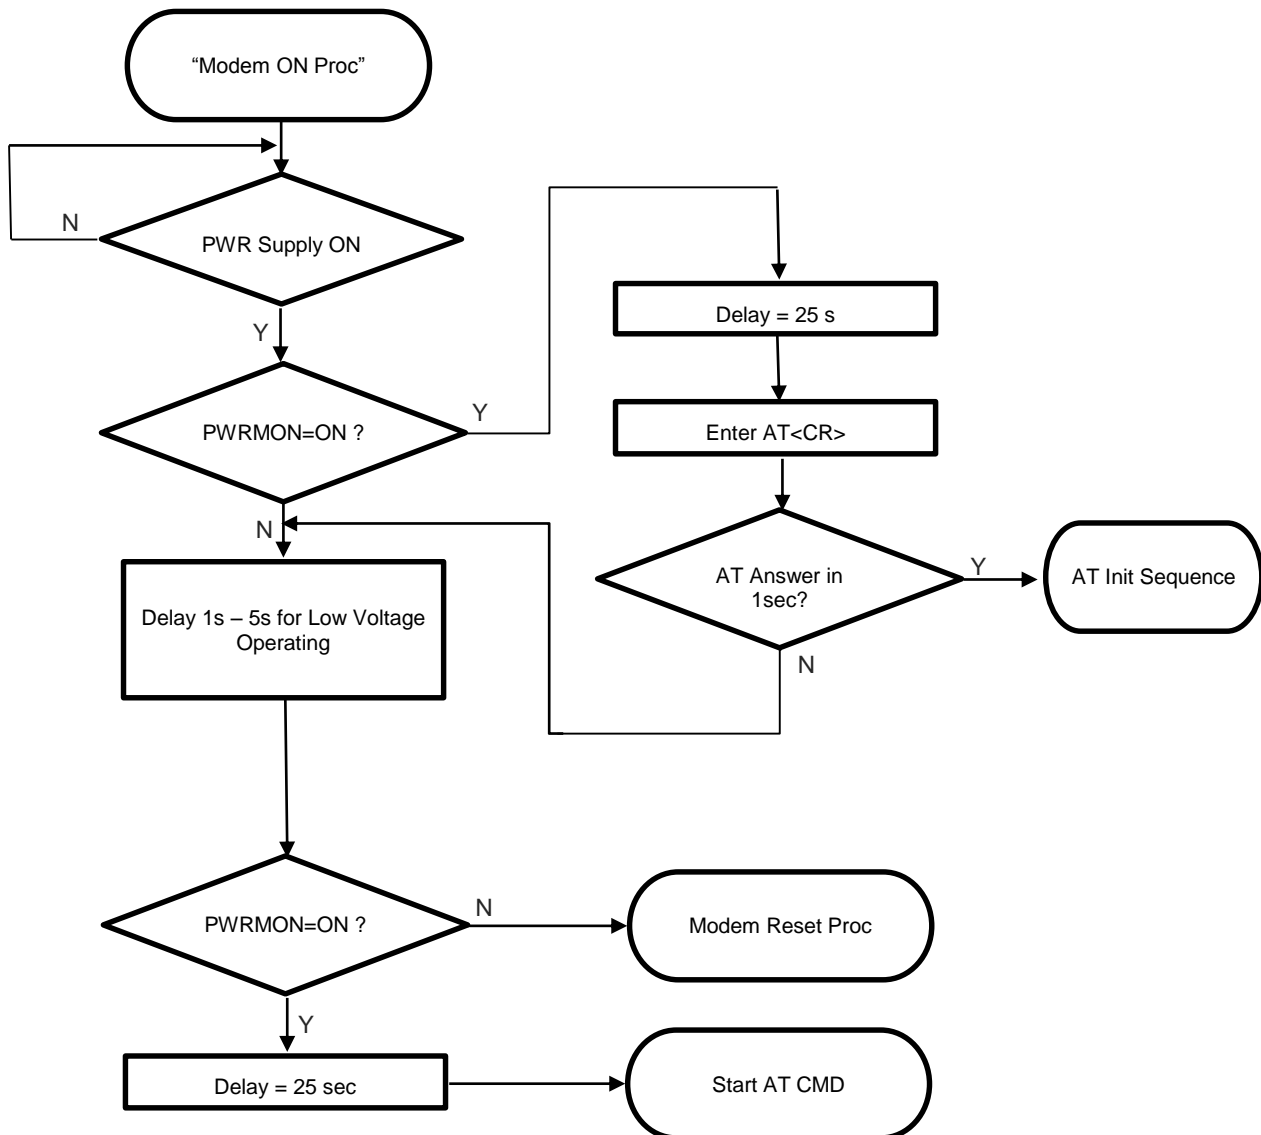 “Modem ON Proc”
N
PWR Supply ON
Y
PWRMON=ON ?
Y
Delay = 25 s
Enter AT<CR>
AT Answer in
1sec?
Y
AT Init Sequence
N
N
Delay 1s – 5s for Low Voltage
Operating
PWRMON=ON ?
N
Modem Reset Proc
Y
Delay = 25 sec
Start AT CMD